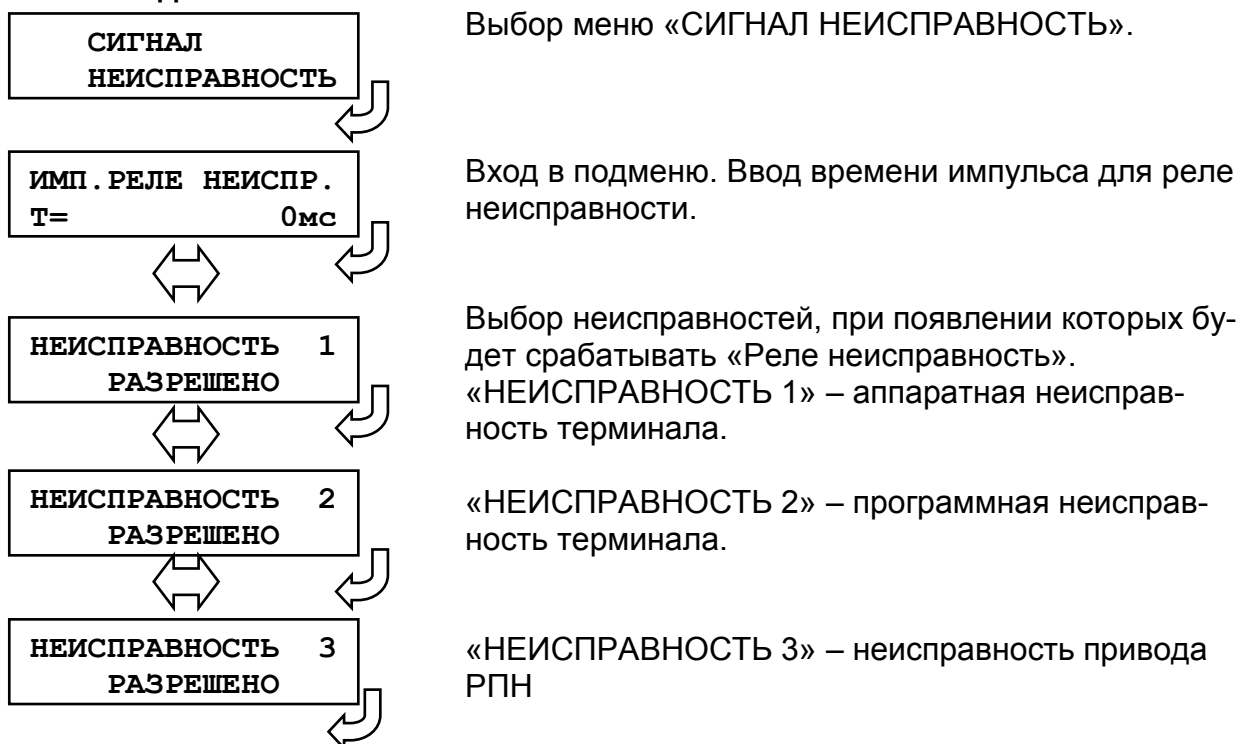 СИГНАЛ
НЕИСПРАВНОСТЬ
Выбор меню «СИГНАЛ НЕИСПРАВНОСТЬ».
ИМП.РЕЛЕ НЕИСПР.
Т= 0мс
Вход в подменю. Ввод времени импульса для реле
неисправности.
НЕИСПРАВНОСТЬ 1
РАЗРЕШЕНО
Выбор неисправностей, при появлении которых бу-
дет срабатывать «Реле неисправность».
«НЕИСПРАВНОСТЬ 1» – аппаратная неисправ-
ность терминала.
НЕИСПРАВНОСТЬ 2
РАЗРЕШЕНО
«НЕИСПРАВНОСТЬ 2» – программная неисправ-
ность терминала.
НЕИСПРАВНОСТЬ 3
РАЗРЕШЕНО
«НЕИСПРАВНОСТЬ 3» – неисправность привода
РПН